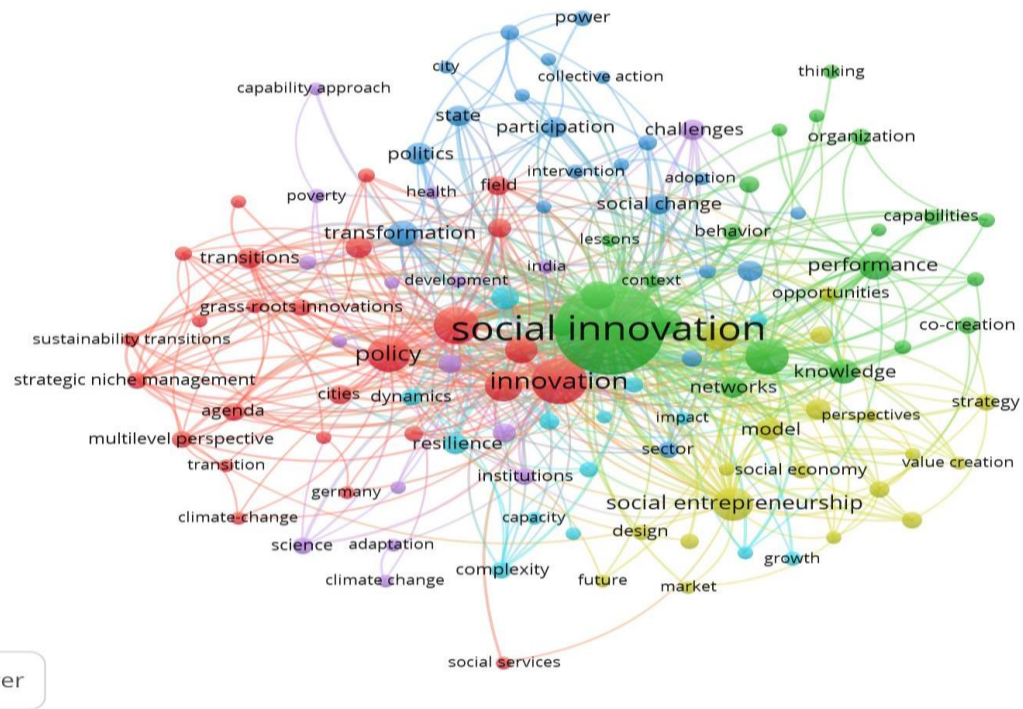 power
city
collective action
thinking
capability approach
state
participation
challenges
organization
politics
intervention
adoption
poverty
health
field
social change
capabilities
transformation
lessons
behavior
transitions
india
performance
development
context
opportunities
grass-roots innovations
social innovation
co-creation
sustainability transitions
policy
knowledge
strategic niche management
innovation
networks
cities
dynamics
strategy
agenda
impact
perspectives
model
multilevel perspective
resilience
sector
transition
social economy
value creation
institutions
germany
social entrepreneurship
climate-change
capacity
design
science
adaptation
growth
complexity
climate change
future
market
social services
er